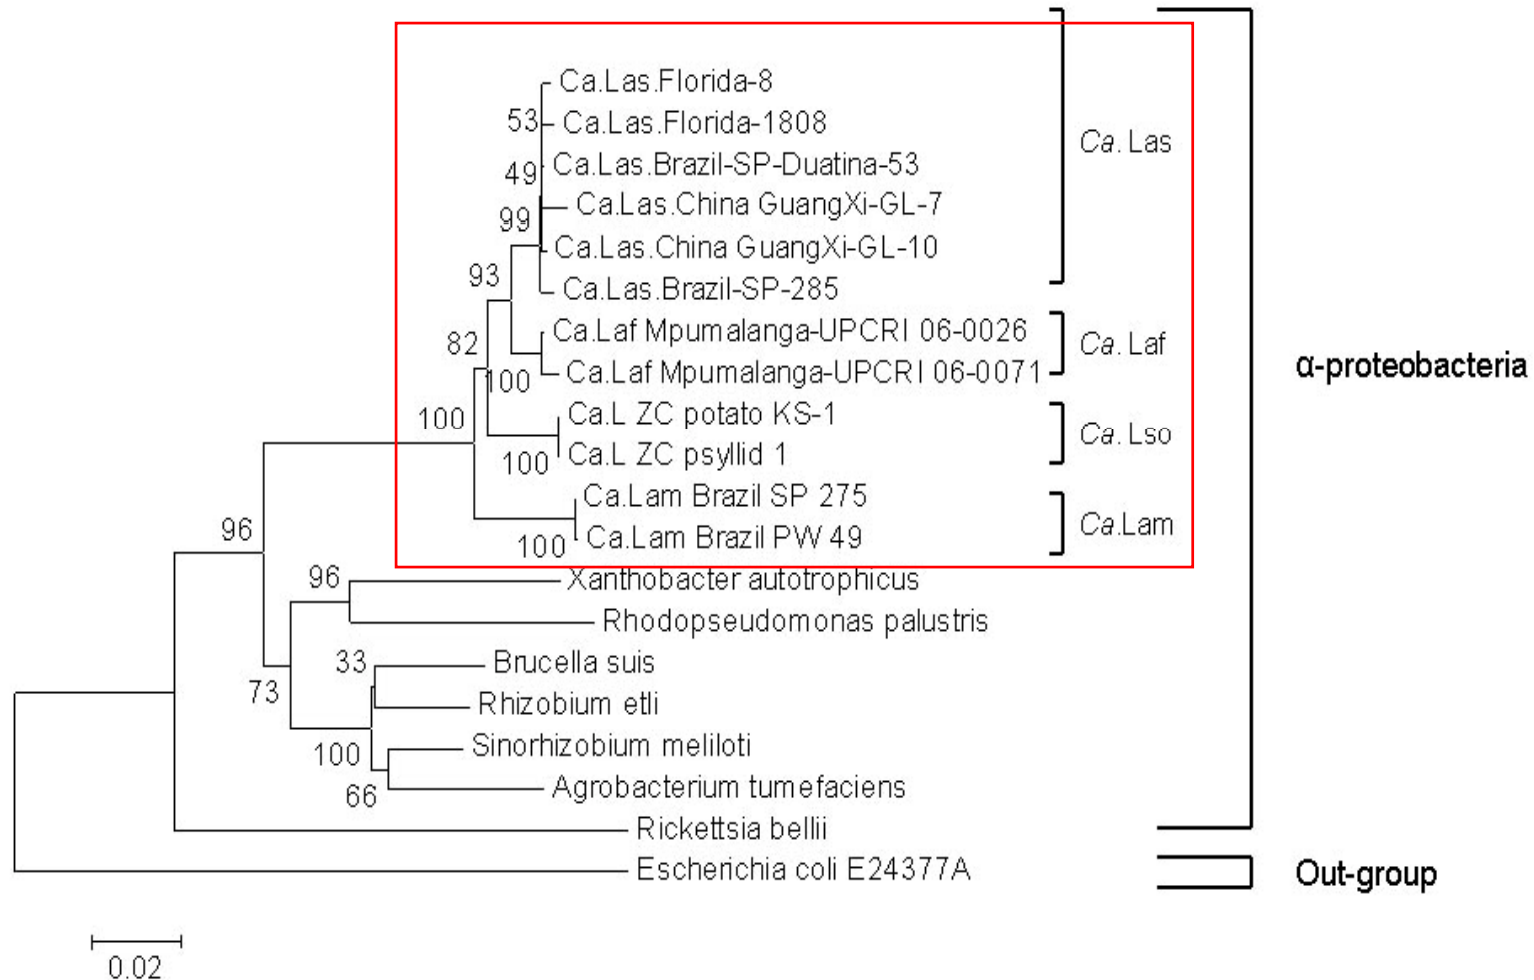 Ca.Las.Florida-8
53
Ca.Las.Florida-1808
Ca.Las
49
Ca.Las.Brazil-SP-Duatina-53
99
Ca.Las.China GuangXi-GL-7
Ca.Las.China GuangXi-GL-10
93
Ca.Las.Brazil-SP-285
82
Ca.Laf Mpumalanga-UPCRI 06-0026
Ca.Laf
α-proteobacteria
100
Ca.Laf Mpumalanga-UPCRI 06-0071
100
Ca.L ZC potato KS-1
Ca.Lso
100
Ca.L ZC psyllid 1
Ca.Lam Brazil SP 275
Ca.Lam
96
100
Ca.Lam Brazil PW 49
96
Xanthobacter autotrophicus
Rhodopseudomonas palustris
33
Brucella suis
73
Rhizobium etli
100
Sinorhizobium meliloti
66
Agrobacterium tumefaciens
Rickettsia bellii
Escherichia coli E24377A
Out-group
0.02